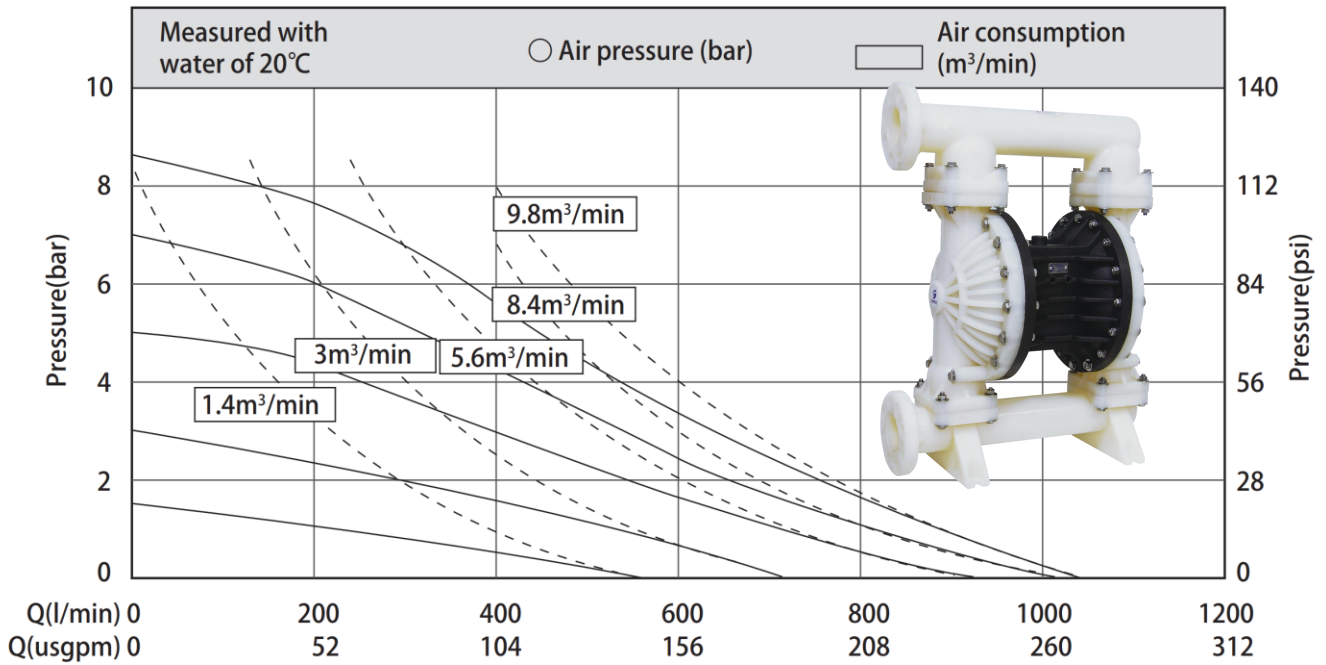 Measured with
water of 20℃
Air pressure (bar)
Air consumption
(m³/min)
10
8
6
4
2
0
Pressure(bar)
140
112
84
56
28
0
Pressure(psi)
9.8m³/min
8.4m³/min
3m³/min
5.6m³/min
1.4m³/min
Q(l/min) 0 200 400 600 800 1000 1200
Q(usgpm) 0 52 104 156 208 260 312